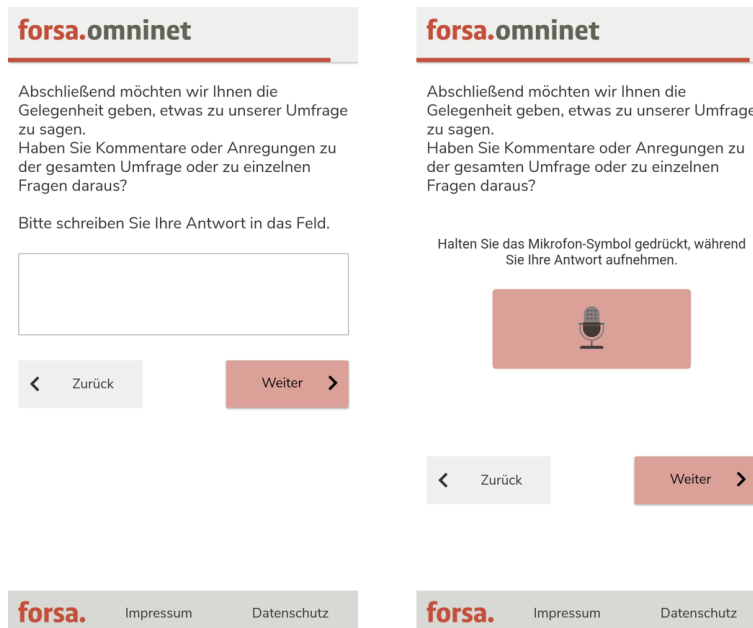 forsa.omninet
Abschließend möchten wir Ihnen die
Gelegenheit geben, etwas zu unserer Umfrage
zu sagen.
Haben Sie Kommentare oder Anregungen zu
der gesamten Umfrage oder zu einzelnen
Fragen daraus?
Bitte schreiben Sie Ihre Antwort in das Feld.
Zurück
Weiter
forsa.
Impressum
Datenschutz
forsa.omninet
Abschließend möchten wir Ihnen die
Gelegenheit geben, etwas zu unserer Umfrage
zu sagen.
Haben Sie Kommentare oder Anregungen zu
der gesamten Umfrage oder zu einzelnen
Fragen daraus?
Halten Sie das Mikrofon-Symbol gedrückt, während
Sie Ihre Antwort aufnehmen.
Zurück
Weiter
forsa.
Impressum
Datenschutz